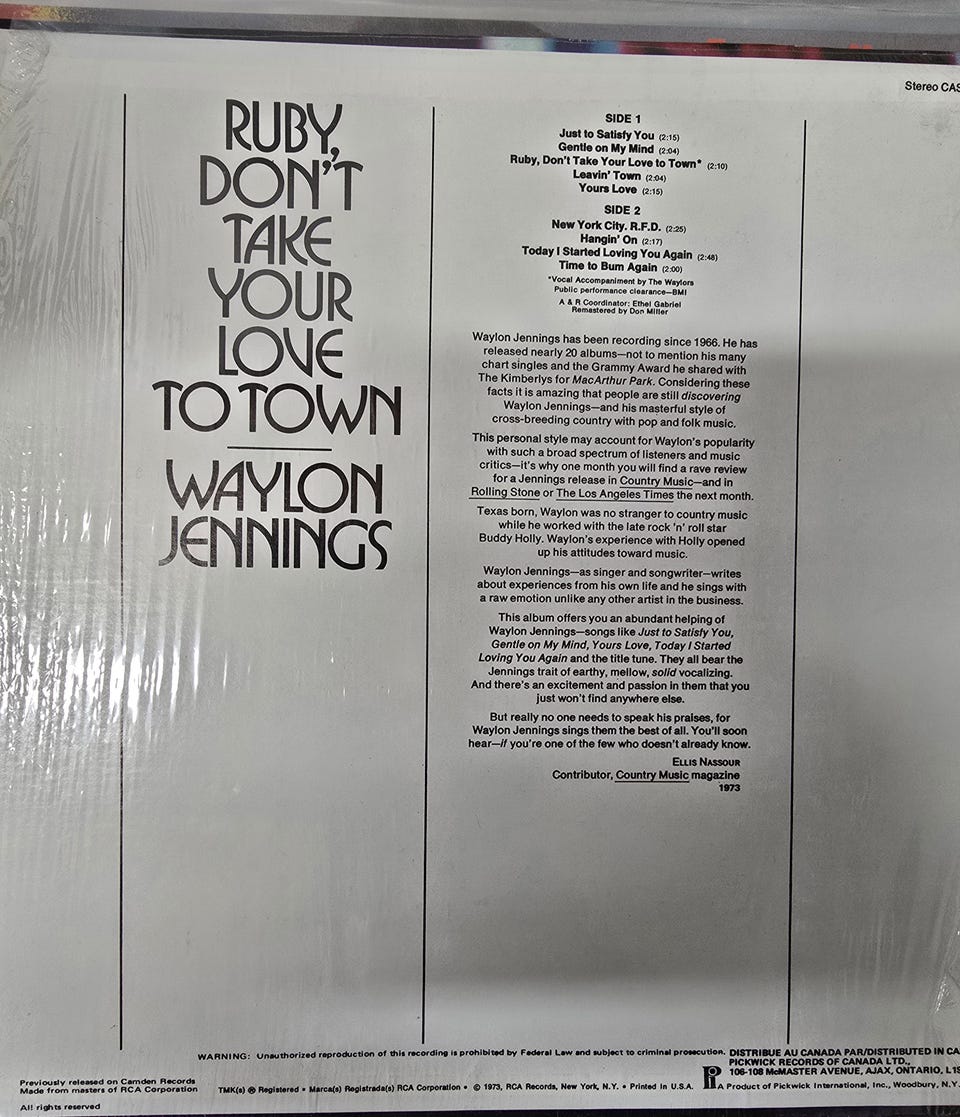 Stereo CAS
RUBY,
DON'T
TAKE
YOUR
LOVE
TO TOWN
WAYLON
JENNINGS
SIDE 1
Just to Satisfy You (2:15)
Gentle on My Mind (2:04)
Ruby, Don't Take Your Love to Town* (2:10)
Leavin' Town (2:04)
Yours Love (2:15)
SIDE 2
New York City. R.F.D. (2:25)
Hangin' On (2:17)
Today I Started Loving You Again (2:48)
Time to Bum Again (2:00)
*Vocal Accompaniment by The Waylors
Public performance clearance—BMI
A & R Coordinator: Ethel Gabriel
Remastered by Don Miller
Waylon Jennings has been recording since 1966. He has
released nearly 20 albums—not to mention his many
chart singles and the Grammy Award he shared with
The Kimberlys for MacArthur Park. Considering these
facts it is amazing that people are still discovering
Waylon Jennings—and his masterful style of
cross-breeding country with pop and folk music.
This personal style may account for Waylon's popularity
with such a broad spectrum of listeners and music
critics—it's why one month you will find a rave review
for a Jennings release in Country Music—and in
Rolling Stone or The Los Angeles Times the next month.
Texas born, Waylon was no stranger to country music
while he worked with the late rock 'n' roll star
Buddy Holly. Waylon's experience with Holly opened
up his attitudes toward music.
Waylon Jennings—as singer and songwriter—writes
about experiences from his own life and he sings with
a raw emotion unlike any other artist in the business.
This album offers you an abundant helping of
Waylon Jennings—songs like Just to Satisfy You,
Gentle on My Mind, Yours Love, Today I Started
Loving You Again and the title tune. They all bear the
Jennings trait of earthy, mellow, solid vocalizing.
And there's an excitement and passion in them that you
just won't find anywhere else.
But really no one needs to speak his praises, for
Waylon Jennings sings them the best of all. You'll soon
hear—if you're one of the few who doesn't already know.
ELLIS NASSOUR
Contributor, Country Music magazine
1973
WARNING: Unauthorized reproduction of this recording is prohibited by Federal Law and subject to criminal prosecution.
DISTRIBUE AU CANADA PAR/DISTRIBUTED IN CA
PICKWICK RECORDS OF CANADA LTD.,
106-108 McMASTER AVENUE, AJAX, ONTARIO, L1S
A Product of Pickwick International, Inc., Woodbury, N.Y.
Previously released on Camden Records
Made from masters of RCA Corporation
TMK(s) ® Registered • Marca(s) Registrada(s) RCA Corporation • © 1973, RCA Records, New York, N.Y. • Printed in U.S.A.
All rights reserved